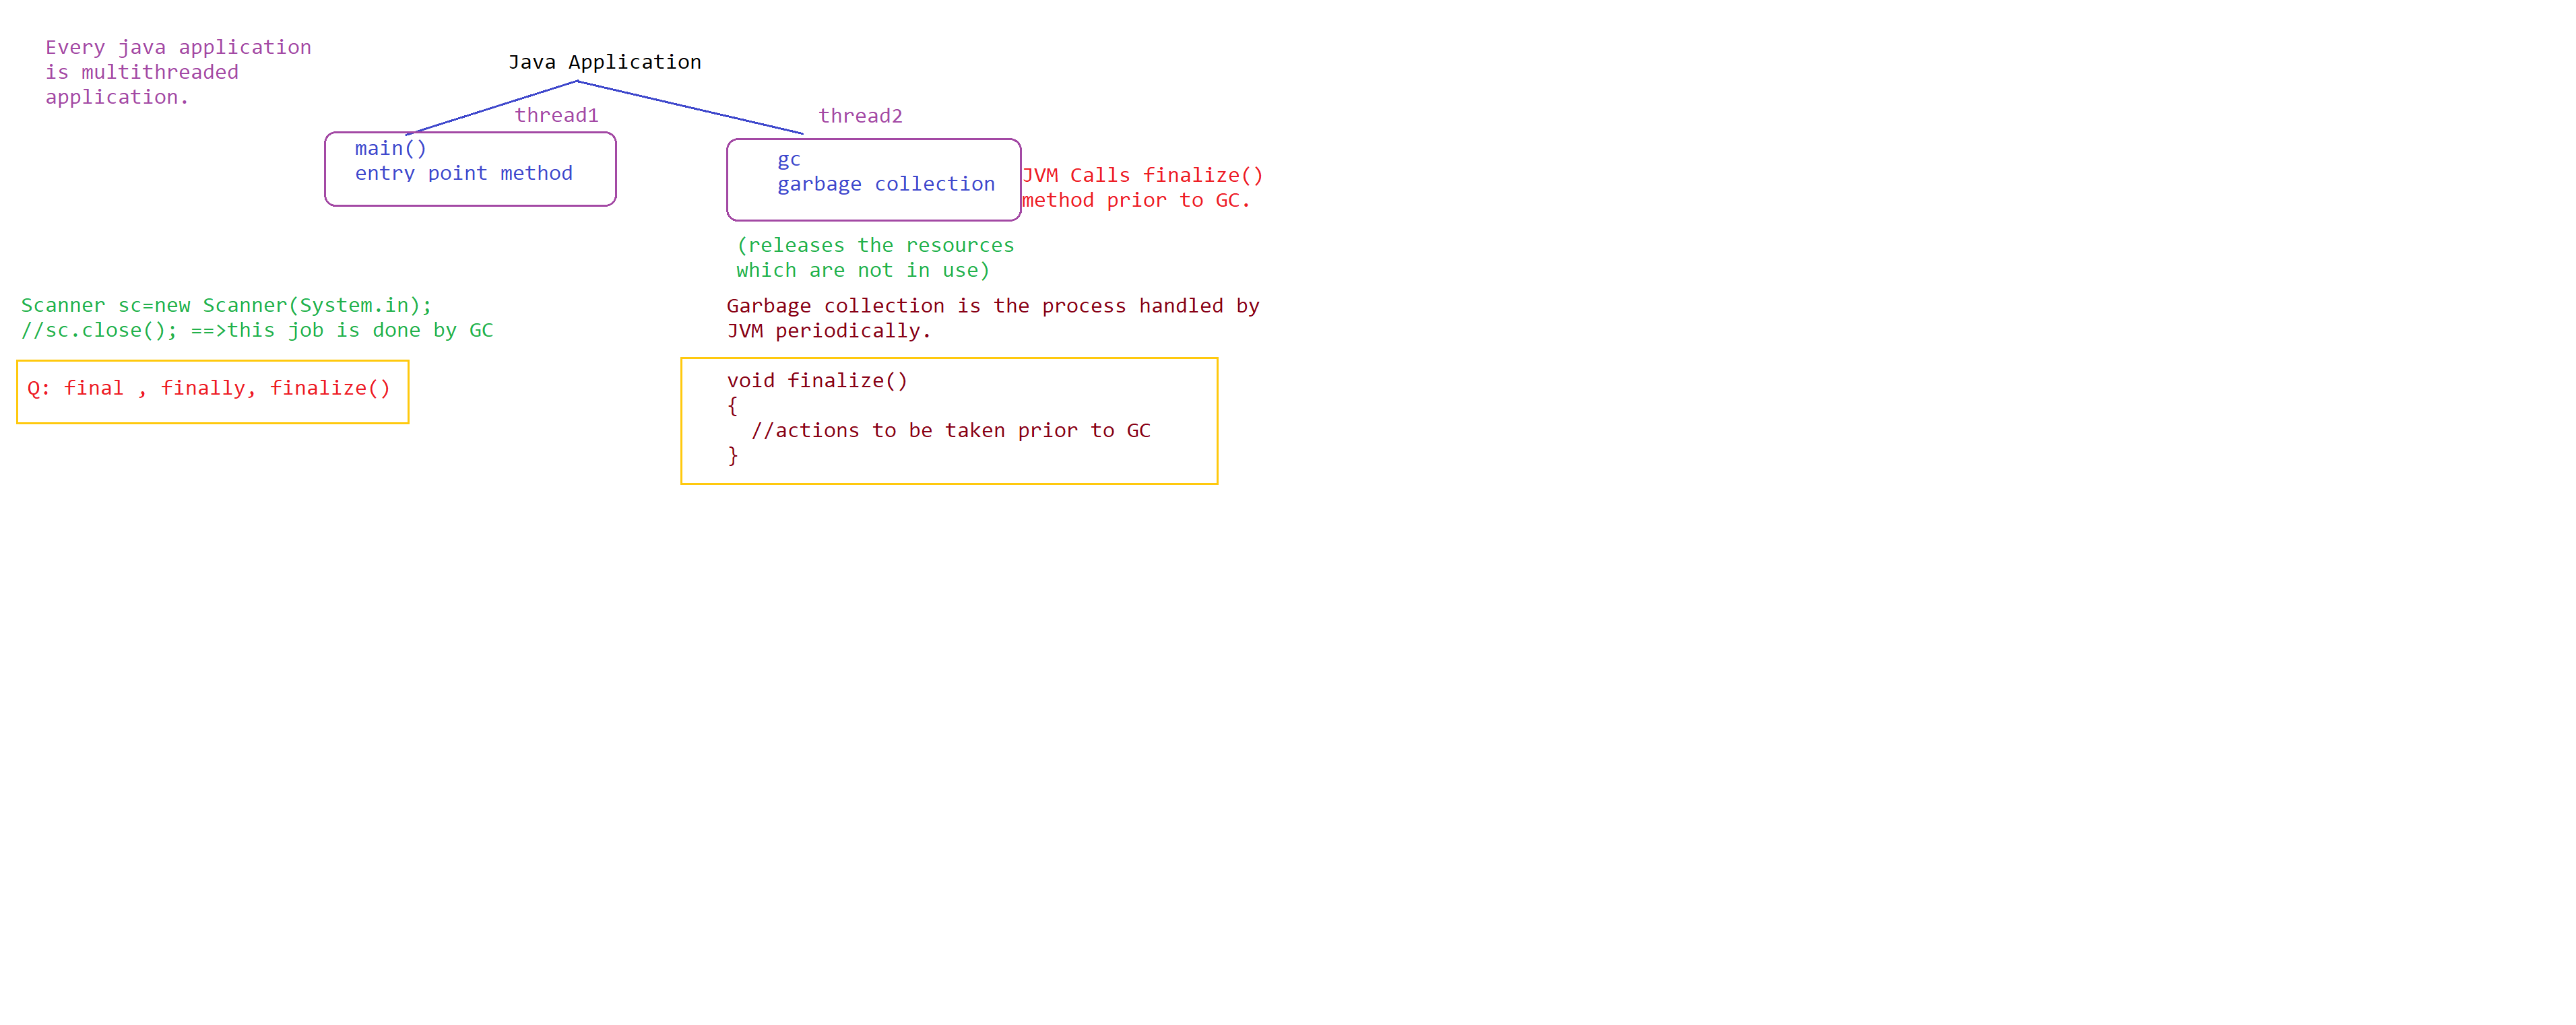 Every java application
is multithreaded
application.
Java Application
thread1
thread2
main()
entry point method
gc
garbage collection
JVM Calls finalize()
method prior to GC.
(releases the resources
which are not in use)
Scanner sc=new Scanner(System.in);
//sc.close(); ==>this job is done by GC
Garbage collection is the process handled by
JVM periodically.
Q: final , finally, finalize()
void finalize()
{
//actions to be taken prior to GC
}